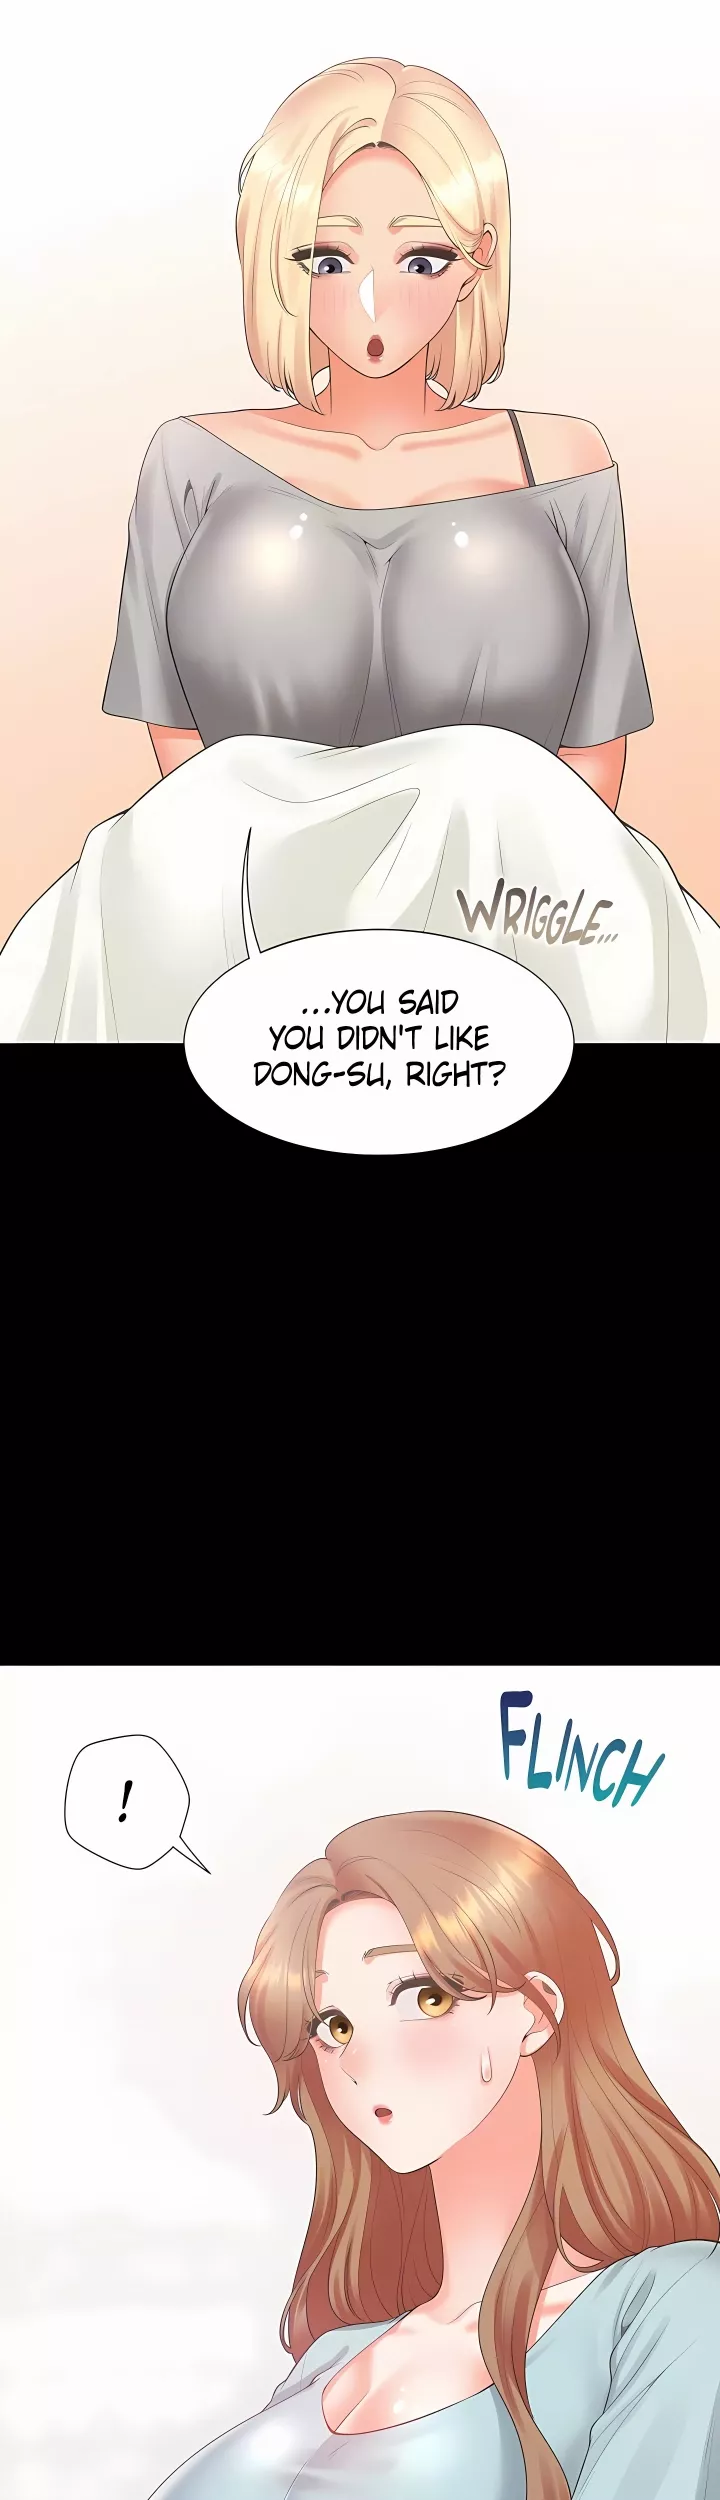 WRIGGLE...
...YOU SAID
YOU DIDN'T LIKE
DONG-SU, RIGHT?
FLINCH
!